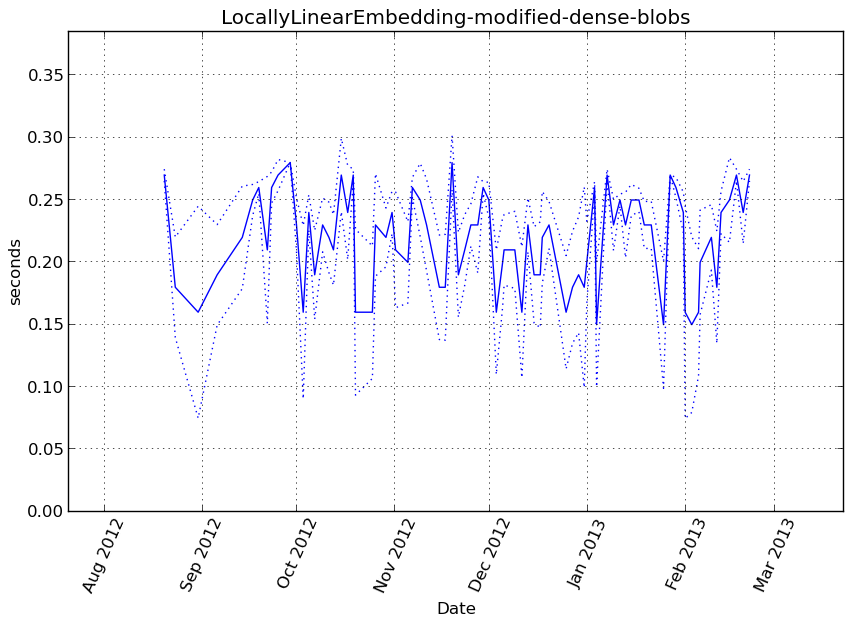 LocallyLinearEmbedding-modified-dense-blobs
0.35
0.30
0.25
0.20
0.15
0.10
0.05
0.00
seconds
Aug 2012
Sep 2012
Oct 2012
Nov 2012
Dec 2012
Jan 2013
Feb 2013
Mar 2013
Date